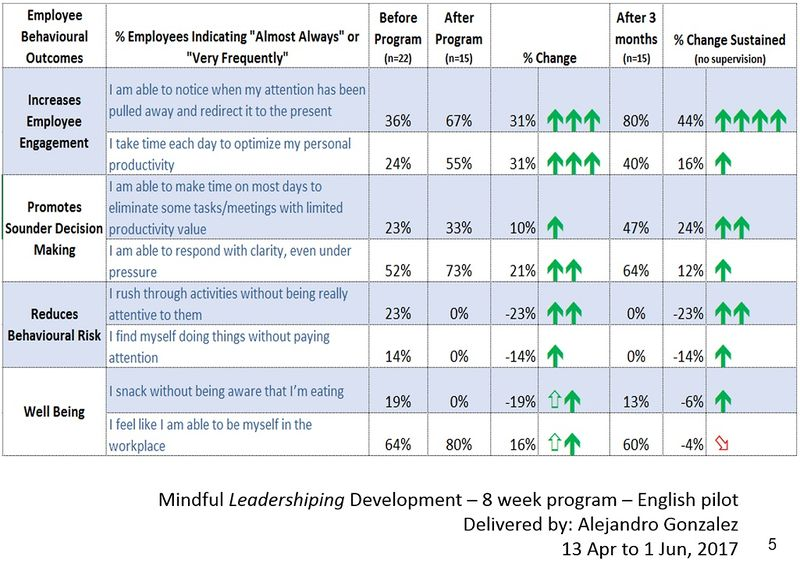 Employee Behavioural Outcomes
% Employees Indicating "Almost Always" or "Very Frequently"
Before Program (n=22)
After Program (n=15)
% Change
After 3 months (n=15)
% Change Sustained (no supervision)
Increases Employee Engagement
I am able to notice when my attention has been
pulled away and redirect it to the present
36% 67% 31% 80% 44%
I take time each day to optimize my personal
productivity
24% 55% 31% 40% 16%
Promotes Sounder Decision Making
I am able to make time on most days to
eliminate some tasks/meetings with limited
productivity value
23% 33% 10% 47% 24%
I am able to respond with clarity, even under
pressure
52% 73% 21% 64% 12%
Reduces Behavioural Risk
I rush through activities without being really
attentive to them
23% 0% -23% 0% -23%
I find myself doing things without paying
attention
14% 0% -14% 0% -14%
Well Being
I snack without being aware that I'm eating
19% 0% -19% 13% -6%
I feel like I am able to be myself in the
workplace
64% 80% 16% 60% -4%
Mindful Leadershiping Development – 8 week program – English pilot
Delivered by: Alejandro Gonzalez
13 Apr to 1 Jun, 2017
5